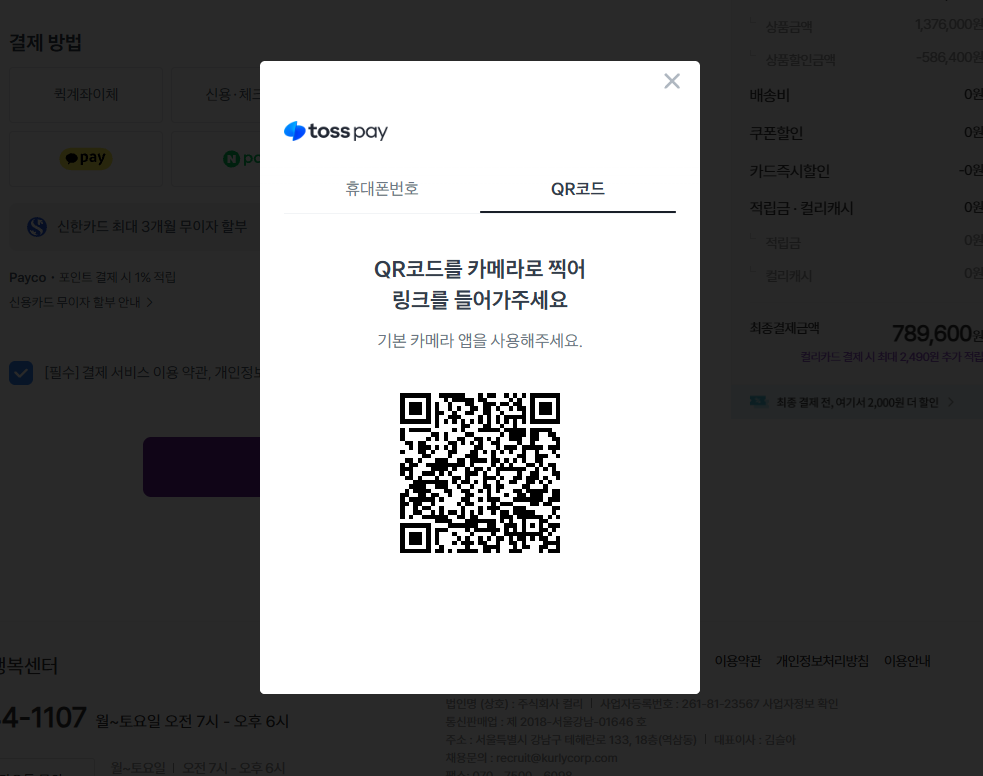 결제 방법
퀵계좌이체
신용·체크
pay
N pc
신한카드 최대 3개월 무이자 할부
Payco · 포인트 결제 시 1% 적립
신용카드 무이자 할부 안내 >
[필수] 결제 서비스 이용 약관, 개인정보
toss pay
휴대폰번호
QR코드
QR코드를 카메라로 찍어
링크를 들어가주세요
기본 카메라 앱을 사용해주세요.
상품금액 1,376,000원
상품할인금액 -586,400원
배송비 0원
쿠폰할인 0원
카드즉시할인 -0원
적립금·컬리캐시 0원
적립금 0원
컬리캐시 0원
최종결제금액 789,600원
컬리카드 결제 시 최대 2,490원 추가 적립
최종 결제 전, 여기서 2,000원 더 할인 >
행복센터
4-1107 월~토요일 오전 7시 - 오후 6시
월~토요일 | 오전 7시 - 오후 6시
이용약관 개인정보처리방침 이용안내
법인명 (상호) : 주식회사 컬리 | 사업자등록번호 : 261-81-23567 사업자정보 확인
통신판매업 : 제 2018-서울강남-01646 호
주소 : 서울특별시 강남구 테헤란로 133, 18층(역삼동) | 대표이사 : 김슬아
채용문의 : recruit@kurlycorp.com
팩스: 070 - 7500 - 6098